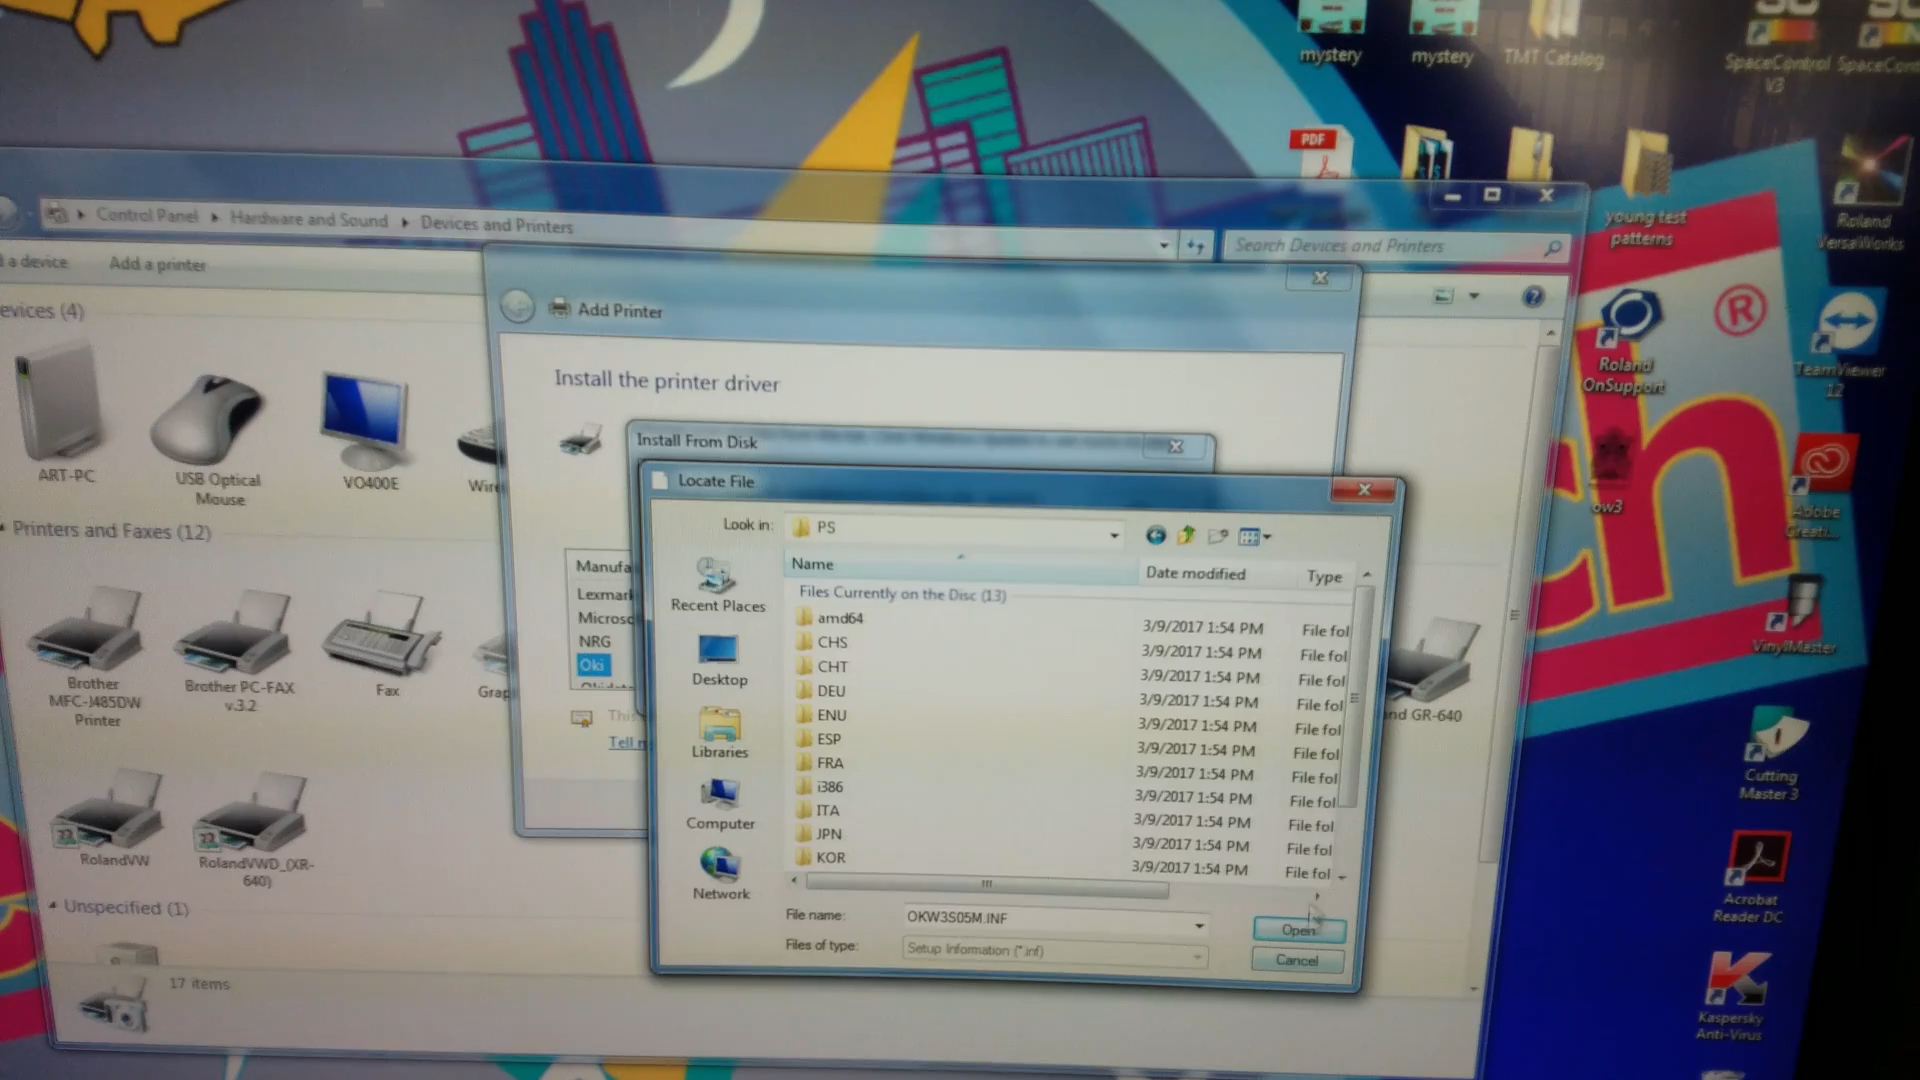 mystery
mystery
TMT Catalog
SpaceControl
V3
PDF
Control Panel
Hardware and Sound
Devices and Printers
Search Devices and Printers
a device
Add a printer
evices (4)
Add Printer
Install the printer driver
ART-PC
USB Optical
Mouse
VO400E
Printers and Faxes (12)
Brother
MFC-J485DW
Printer
Brother PC-FAX
v.3.2
Fax
RolandVW
RolandVWD_(XR-
640)
Unspecified (1)
17 items
Install From Disk
Manufa
Lexmark
Microso
NRG
Oki
Locate File
Look in:
PS
Name
Date modified
Type
Files Currently on the Disc (13)
amd64
3/9/2017 1:54 PM
File fol
CHS
3/9/2017 1:54 PM
File fol
CHT
3/9/2017 1:54 PM
File fol
DEU
3/9/2017 1:54 PM
File fol
ENU
3/9/2017 1:54 PM
File fol
ESP
3/9/2017 1:54 PM
File fol
FRA
3/9/2017 1:54 PM
File fol
i386
3/9/2017 1:54 PM
File fol
ITA
3/9/2017 1:54 PM
File fol
JPN
3/9/2017 1:54 PM
File fol
KOR
3/9/2017 1:54 PM
File fol
Recent Places
Desktop
Libraries
Computer
Network
File name:
OKW3S05M.INF
Open
Files of type:
Setup Information (*.inf)
Cancel
nd GR-640
young test
patterns
Roland
VersaWorks
Roland
OnSupport
®
TeamViewer
12
ow3
Adobe
Creati...
ch
VinylMaster
Cutting
Master 3
Acrobat
Reader DC
Kaspersky
Anti-Virus